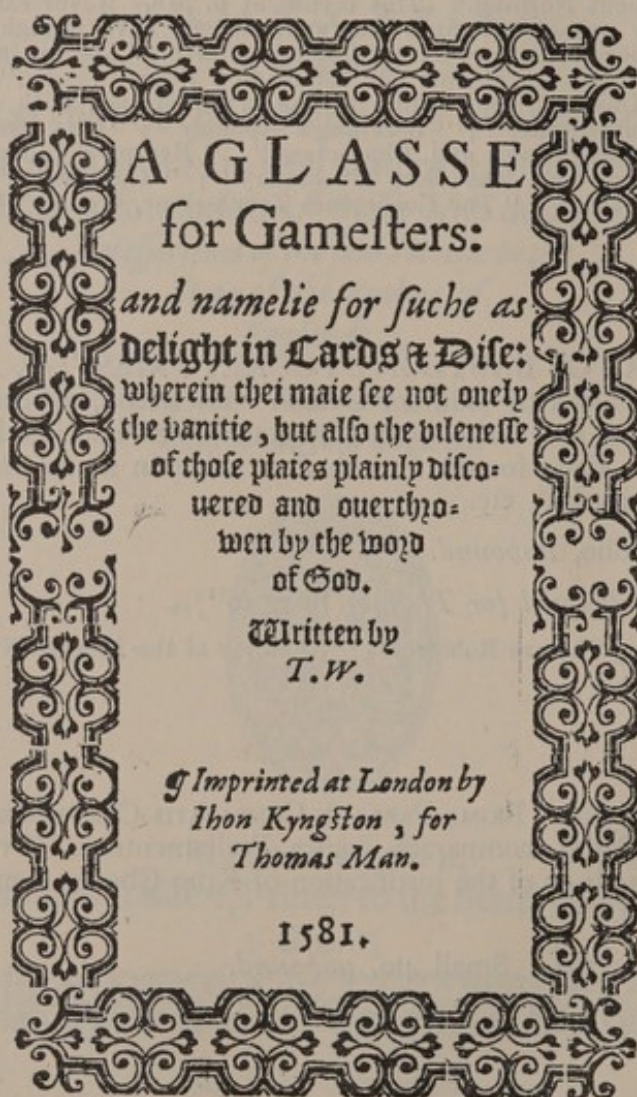 A GLASSE
for Gameſters:
and namelie for ſuche as
delight in Cards & Diſe:
wherein thei maie ſee not onely
the vanitie, but alſo the vileneſſe
of thoſe plaies plainly diſco=
uered and ouerthro=
wen by the word
of God.
Written by
T.W.
¶ Imprinted at London by
Ihon Kyngſton, for
Thomas Man.
1581.